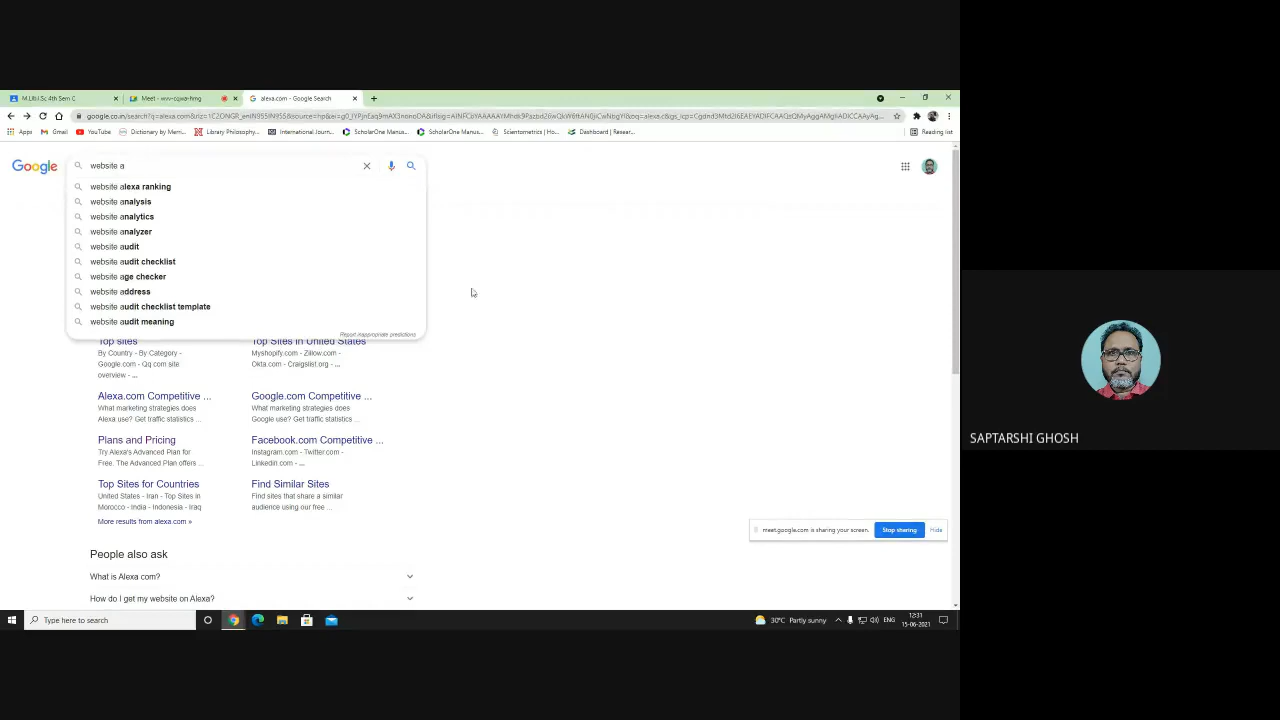 M.LIbI.Sc 4th Sem
Meet - wvv-cqwa-hmg
alexa.com - Google Search
Apps
Gmail
YouTube
Dictionary by Merri...
Library Philosophy...
International Journ...
ScholarOne Manus...
ScholarOne Manus...
Scientometrics | Ho...
Dashboard | Resear...
Reading list
Google
website a
website alexa ranking
website analysis
website analytics
website analyzer
website audit
website audit checklist
website age checker
website address
website audit checklist template
website audit meaning
Report inappropriate predictions
Top sites
By Country - By Category -
Google.com - Qq com site
overview - ...
Top Sites in United States
Myshopify.com - Zillow.com -
Okta.com - Craigslist.org - ...
Alexa.com Competitive ...
What marketing strategies does
Alexa use? Get traffic statistics ...
Google.com Competitive ...
What marketing strategies does
Google use? Get traffic statistics ...
Plans and Pricing
Try Alexa's Advanced Plan for
Free. The Advanced Plan offers ...
Facebook.com Competitive ...
Instagram.com - Twitter.com -
Linkedin.com - ...
Top Sites for Countries
United States - Iran - Top Sites in
Morocco - India - Indonesia - Iraq
Find Similar Sites
Find sites that share a similar
audience using our free ...
More results from alexa.com »
People also ask
What is Alexa com?
How do I get my website on Alexa?
meet.google.com is sharing your screen.
Stop sharing
Hide
SAPTARSHI GHOSH
Type here to search
30°C Partly sunny
ENG
12:31
15-06-2021